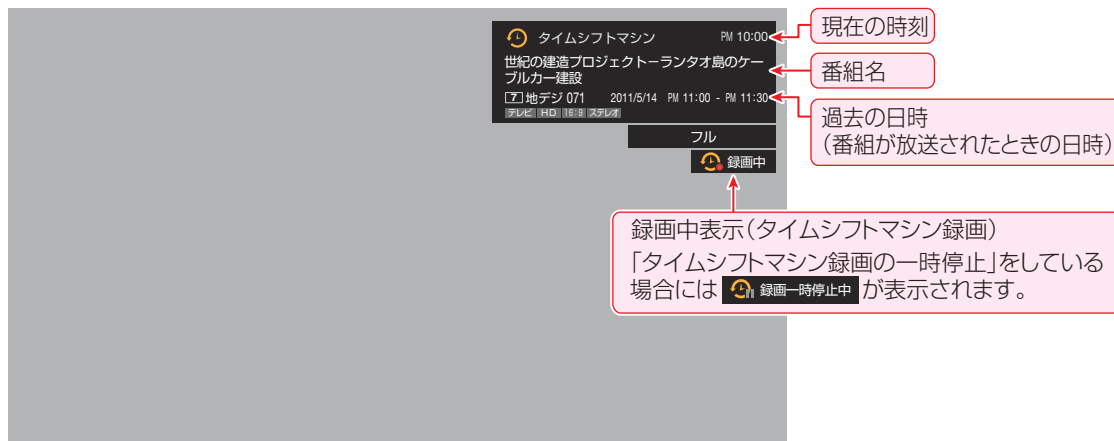 タイムシフトマシン PM 10:00
世紀の建造プロジェクトーランタオ島のケー
ブルカー建設
7 地デジ 071 2011/5/14 PM 11:00 - PM 11:30
テレビ HD 16:9 ステレオ
フル
録画中
現在の時刻
番組名
過去の日時
（番組が放送されたときの日時）
録画中表示（タイムシフトマシン録画）
「タイムシフトマシン録画の一時停止」をしている
場合には 録画一時停止中 が表示されます。